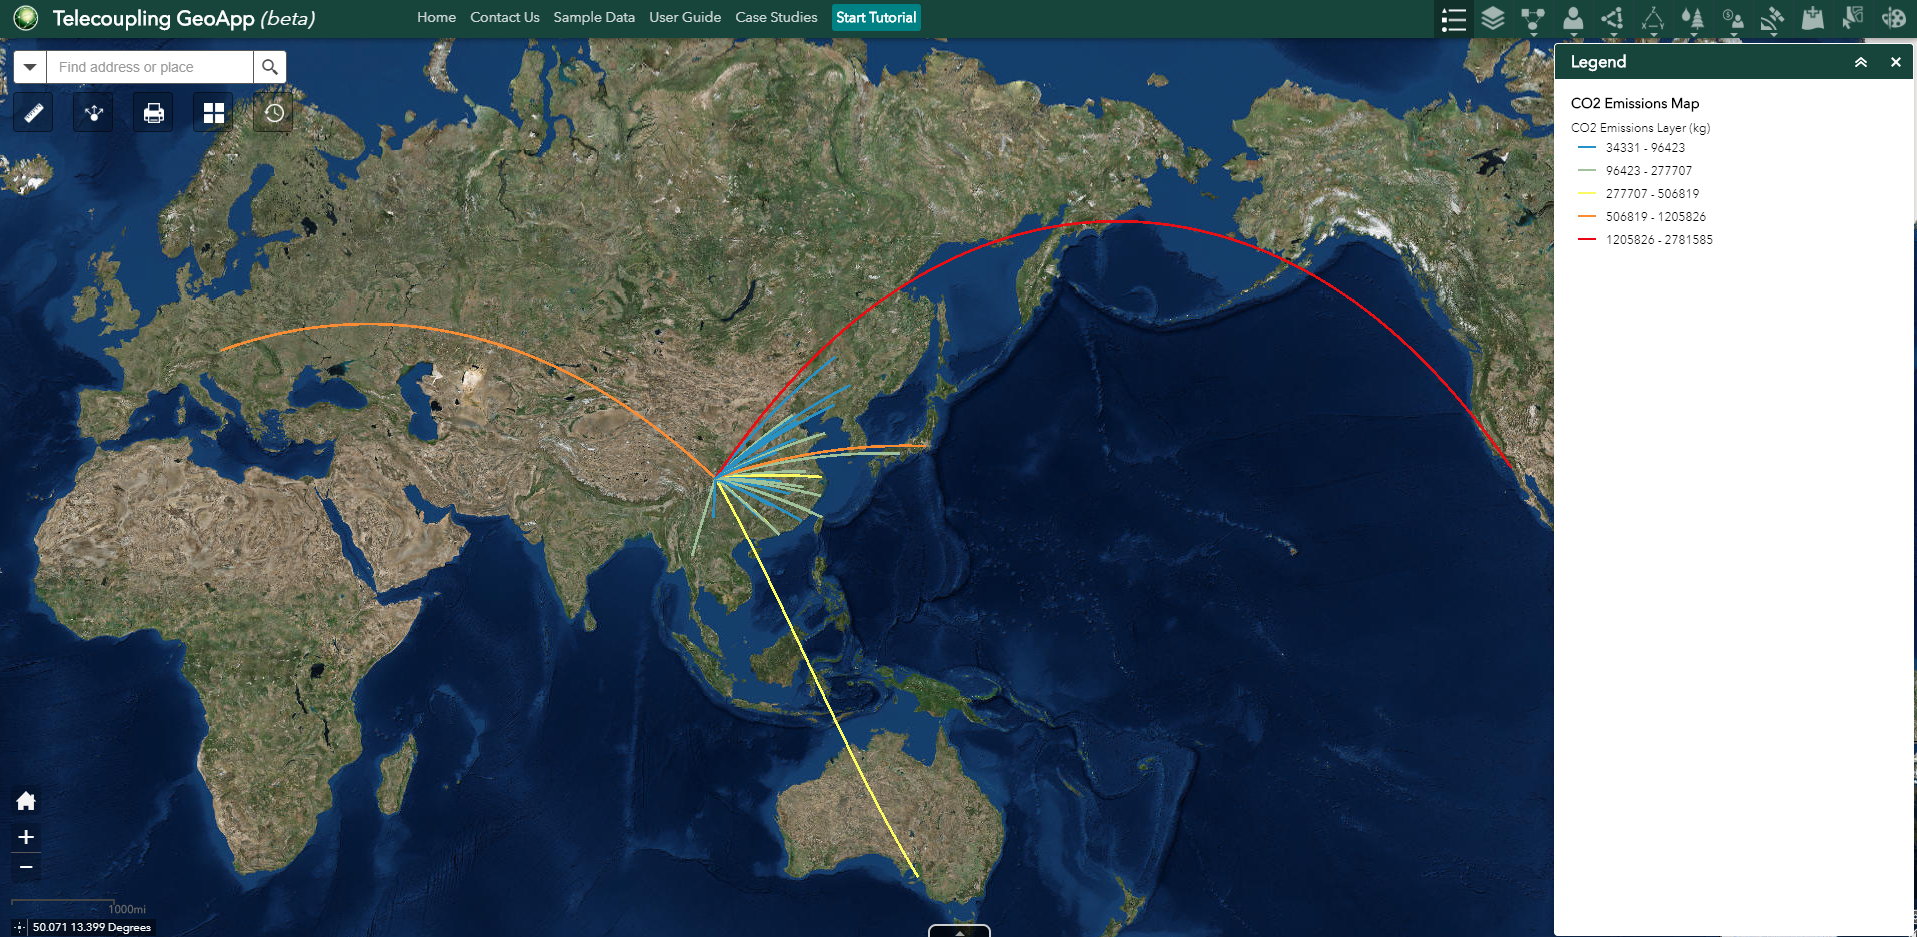 Telecoupling GeoApp (beta)
Home Contact Us Sample Data User Guide Case Studies Start Tutorial
Find address or place
Legend
CO2 Emissions Map
CO2 Emissions Layer (kg)
34331 - 96423
96423 - 277707
277707 - 506819
506819 - 1205826
1205826 - 2781585
1000mi
50.071 13.399 Degrees